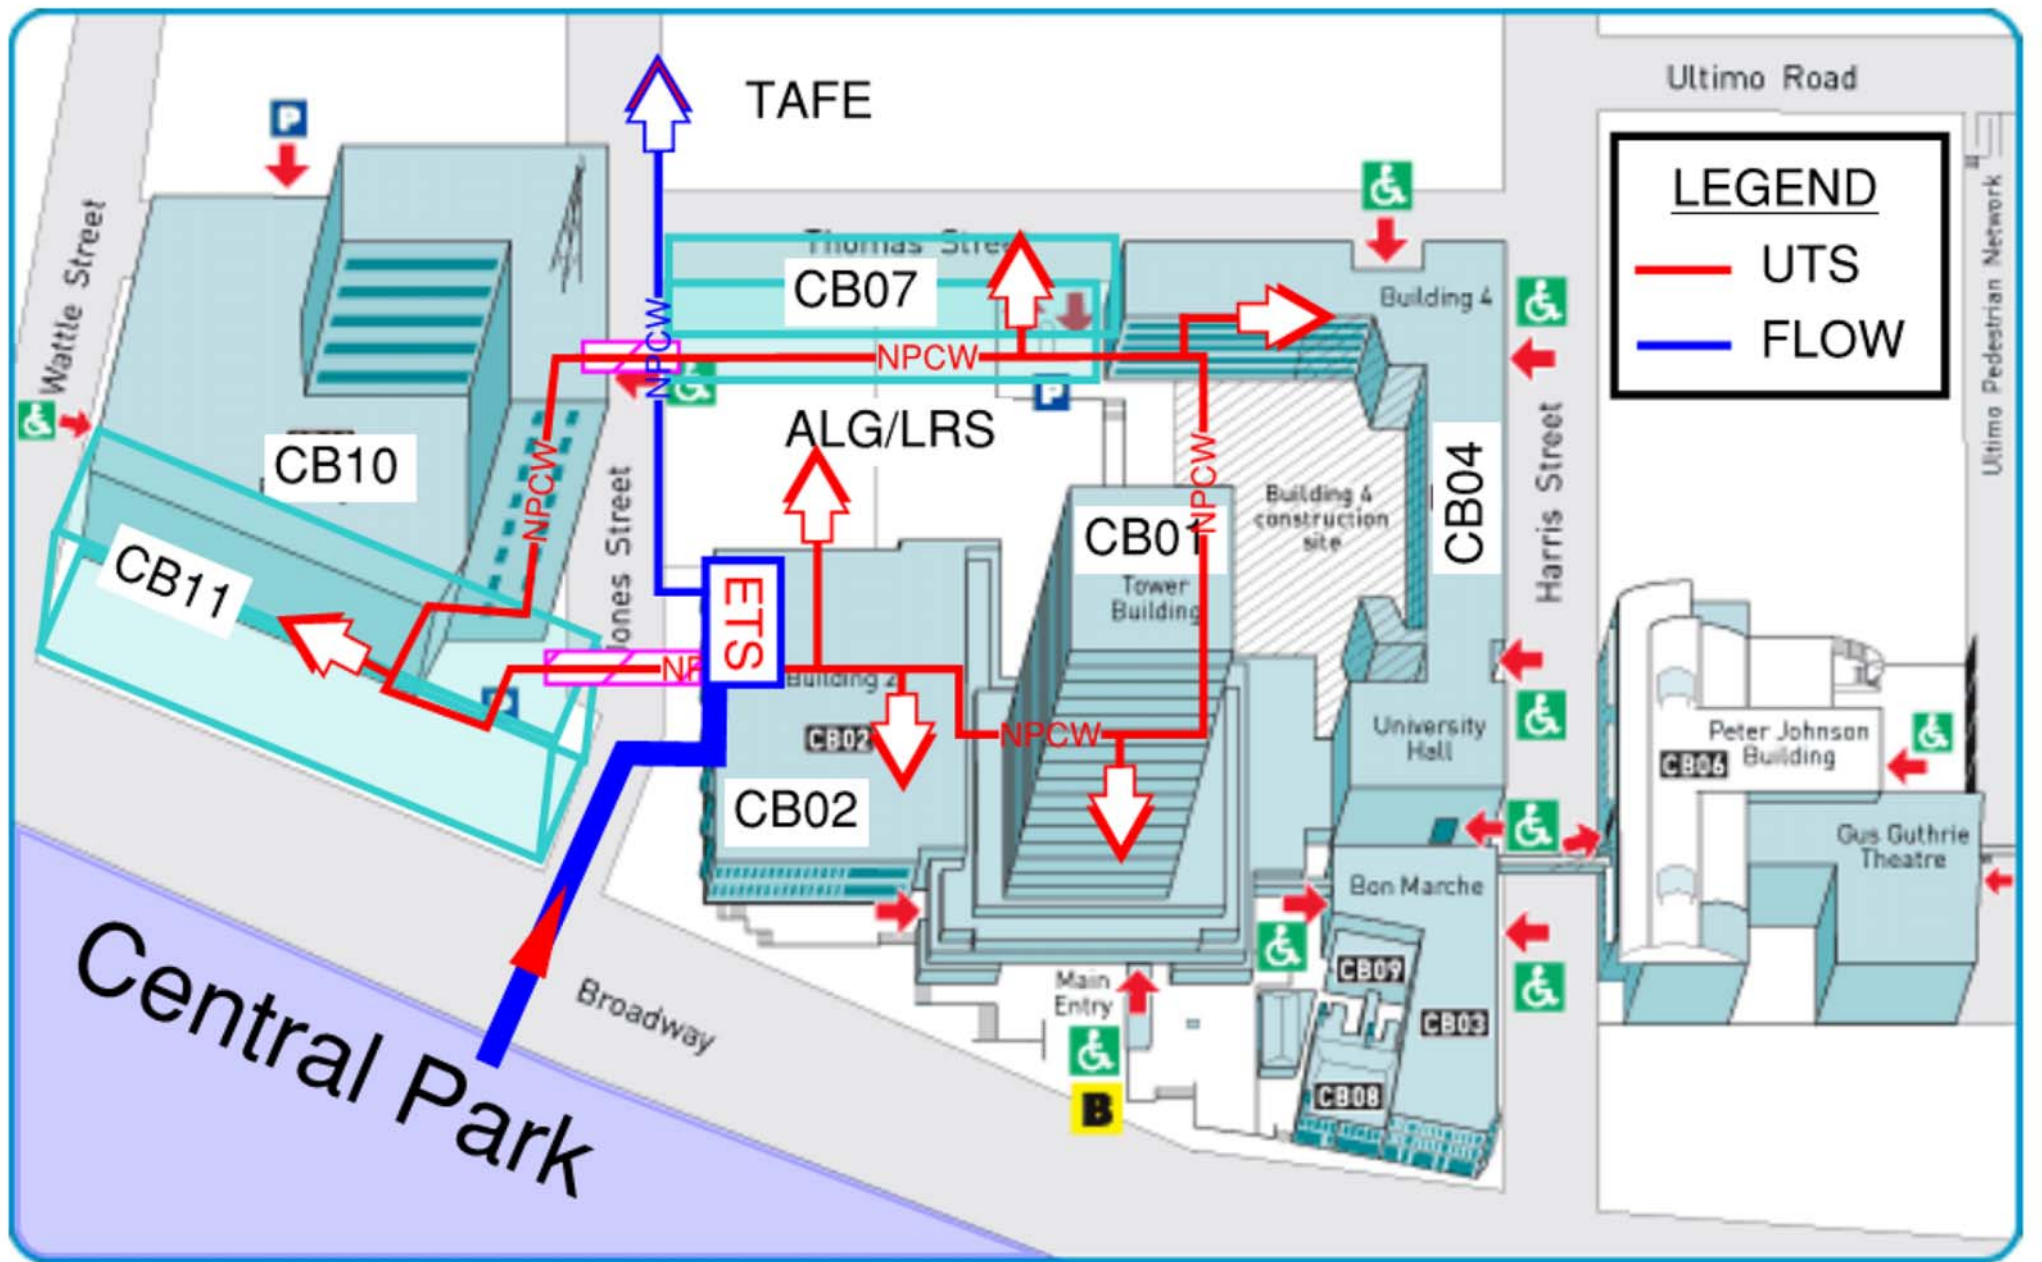 TAFE
Ultimo Road
P
LEGEND
UTS
FLOW
Thomas Stree
CB07
Building 4
Wattle Street
NPCW
NPCW
P
Ultimo Pedestrian Network
ALG/LRS
CB10
NPCW
Jones Street
NPCW
Building 4
construction
site
CB04
Harris Street
CB01
Tower
Building
CB11
ETS
NP
P
Building 2
CB02
NPCW
University
Hall
Peter Johnson
Building
CB06
CB02
Gus Guthrie
Theatre
Bon Marche
Central Park
Broadway
Main
Entry
CB09
CB03
CB08
B